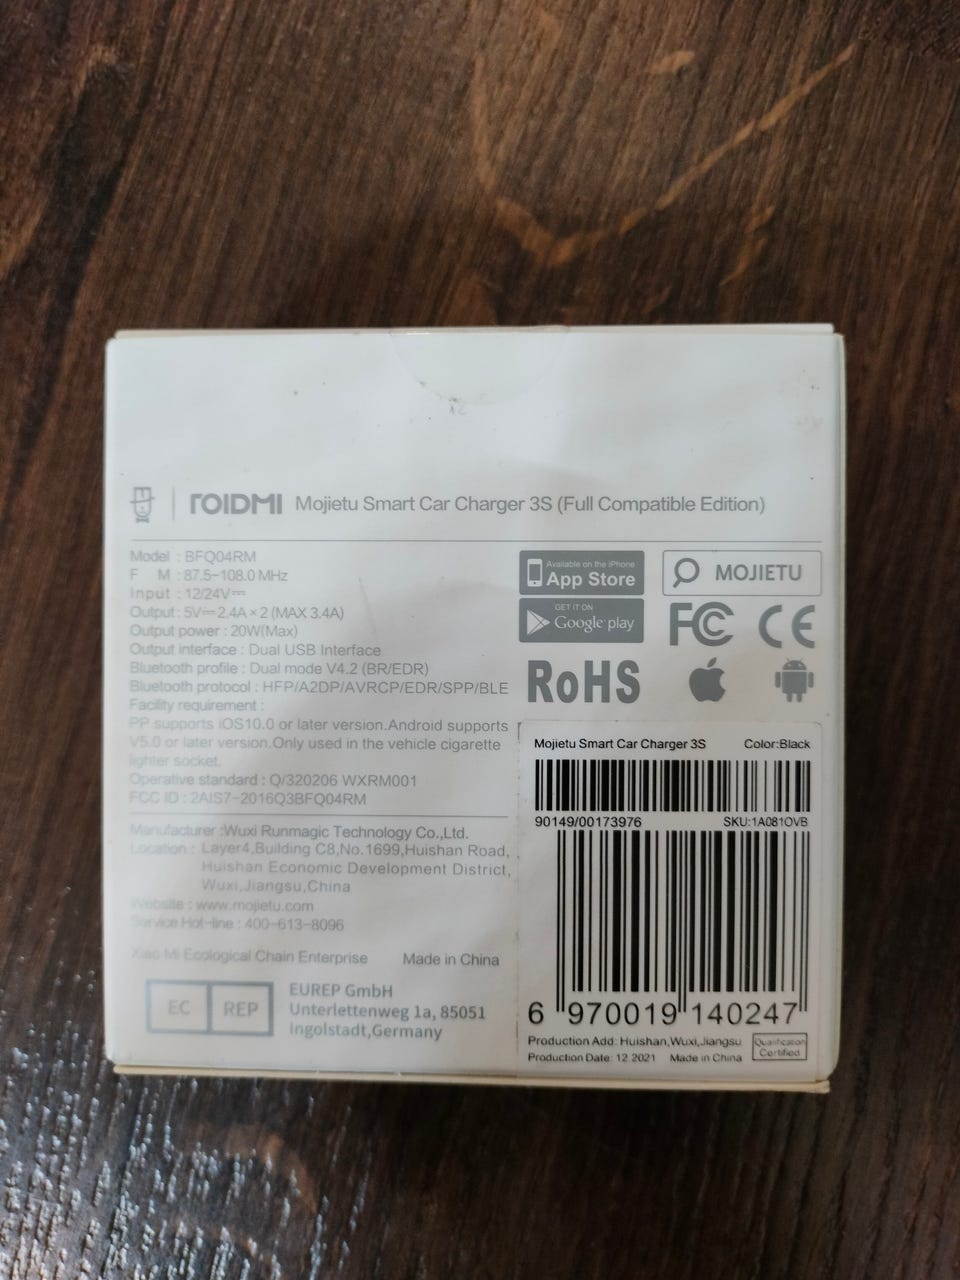 ROIDMI Mojietu Smart Car Charger 3S (Full Compatible Edition)
Model : BFQ04RM
F M : 87.5-108.0 MHz
Input : 12/24V⎓
Output : 5V⎓2.4A×2 (MAX 3.4A)
Output power : 20W(Max)
Output interface : Dual USB Interface
Bluetooth profile : Dual mode V4.2 (BR/EDR)
Bluetooth protocol : HFP/A2DP/AVRCP/EDR/SPP/BLE
Facility requirement :
PP supports iOS10.0 or later version.Android supports
V5.0 or later version.Only used in the vehicle cigarette
lighter socket.
Operative standard : Q/320206 WXRM001
FCC ID : 2AIS7-2016Q3BFQ04RM
Manufacturer :Wuxi Runmagic Technology Co.,Ltd.
Location : Layer4,Building C8,No.1699,Huishan Road,
Huishan Economic Development District,
Wuxi,Jiangsu,China
Website : www.mojietu.com
Service Hot-line : 400-613-8096
Xiao Mi Ecological Chain Enterprise Made in China
EC REP
EUREP GmbH
Unterlettenweg 1a, 85051
Ingolstadt,Germany
Available on the iPhone
App Store
MOJIETU
GET IT ON
Google play
FC CE
RoHS
Mojietu Smart Car Charger 3S Color:Black
90149/00173976 SKU:1A081OVB
6 970019 140247
Production Add: Huishan,Wuxi,Jiangsu
Production Date: 12.2021 Made in China
Qualification
Certified